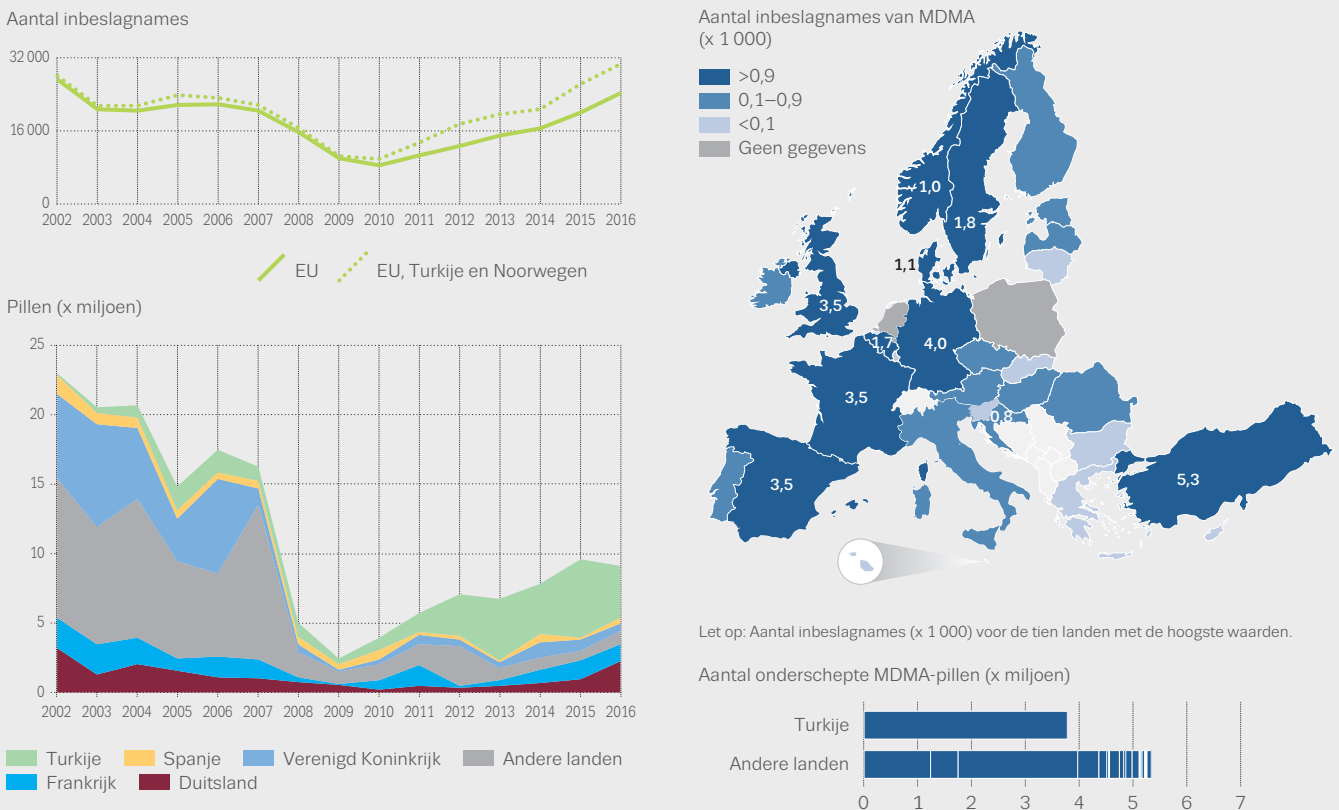 Aantal inbeslagnames
32 000
16 000
0
2002 2003 2004 2005 2006 2007 2008 2009 2010 2011 2012 2013 2014 2015 2016
EU
EU, Turkije en Noorwegen
Pillen (x miljoen)
25
20
15
10
5
0
2002 2003 2004 2005 2006 2007 2008 2009 2010 2011 2012 2013 2014 2015 2016
Turkije Spanje Verenigd Koninkrijk Andere landen
Frankrijk Duitsland
Aantal inbeslagnames van MDMA
(x 1 000)
>0,9
0,1–0,9
<0,1
Geen gegevens
1,0
1,8
1,1
3,5
1,7
4,0
3,5
0,8
3,5
5,3
Let op: Aantal inbeslagnames (x 1 000) voor de tien landen met de hoogste waarden.
Aantal onderschepte MDMA-pillen (x miljoen)
Turkije
Andere landen
0 1 2 3 4 5 6 7